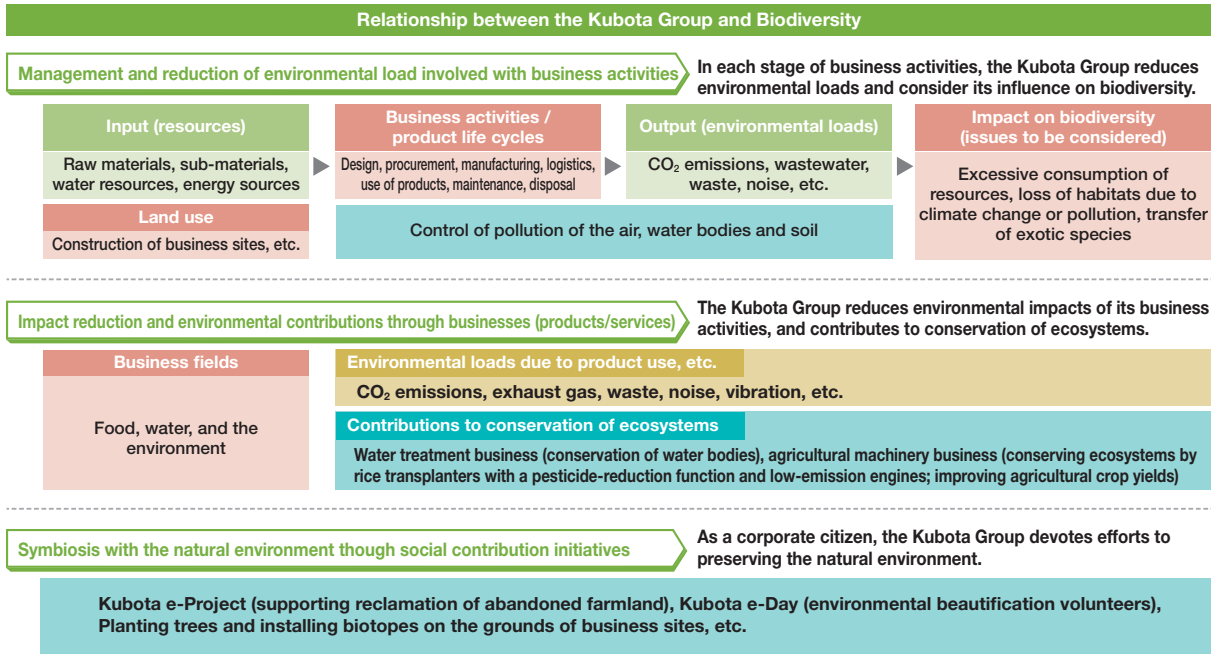 Relationship between the Kubota Group and Biodiversity
Management and reduction of environmental load involved with business activities
In each stage of business activities, the Kubota Group reduces
environmental loads and consider its influence on biodiversity.
Input (resources)
Raw materials, sub-materials,
water resources, energy sources
Land use
Construction of business sites, etc.
Business activities /
product life cycles
Design, procurement, manufacturing, logistics,
use of products, maintenance, disposal
Output (environmental loads)
CO₂ emissions, wastewater,
waste, noise, etc.
Control of pollution of the air, water bodies and soil
Impact on biodiversity
(issues to be considered)
Excessive consumption of
resources, loss of habitats due to
climate change or pollution, transfer
of exotic species
Impact reduction and environmental contributions through businesses (products/services)
The Kubota Group reduces environmental impacts of its business
activities, and contributes to conservation of ecosystems.
Business fields
Food, water, and the
environment
Environmental loads due to product use, etc.
CO₂ emissions, exhaust gas, waste, noise, vibration, etc.
Contributions to conservation of ecosystems
Water treatment business (conservation of water bodies), agricultural machinery business (conserving ecosystems by
rice transplanters with a pesticide-reduction function and low-emission engines; improving agricultural crop yields)
Symbiosis with the natural environment though social contribution initiatives
As a corporate citizen, the Kubota Group devotes efforts to
preserving the natural environment.
Kubota e-Project (supporting reclamation of abandoned farmland), Kubota e-Day (environmental beautification volunteers),
Planting trees and installing biotopes on the grounds of business sites, etc.